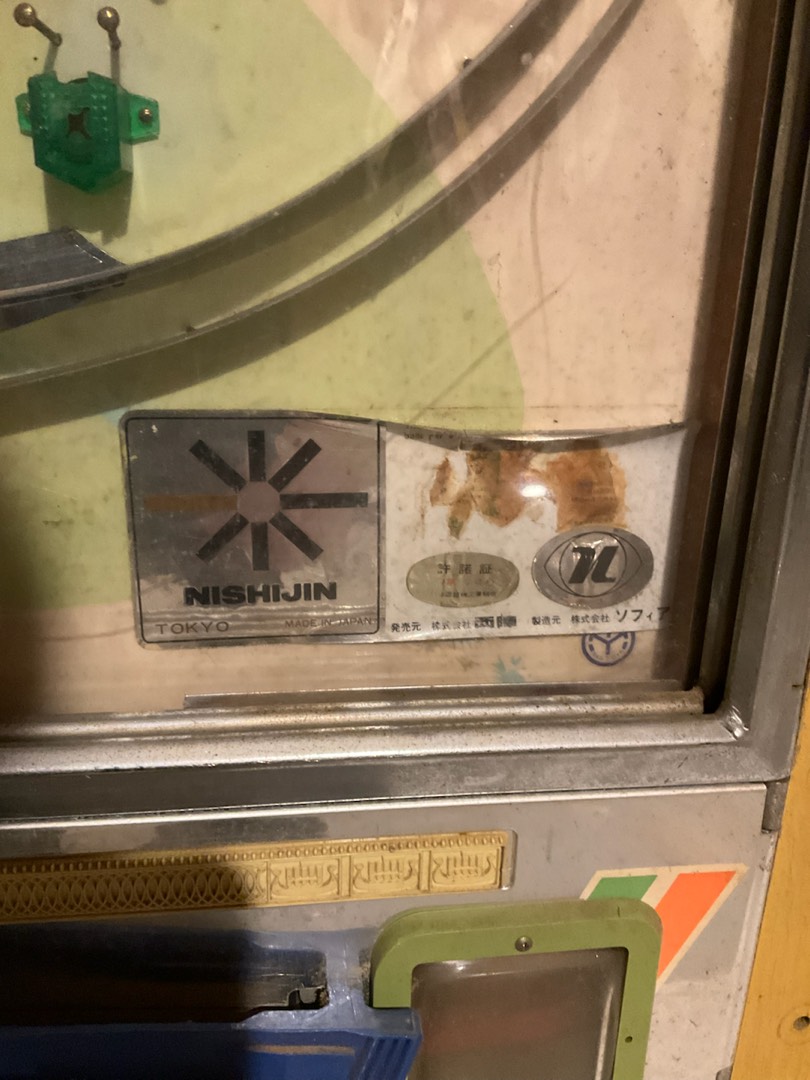 NISHIJIN
TOKYO
MADE IN JAPAN
許諾証
発売元 株式会社
製造元 株式会社 ソフィア